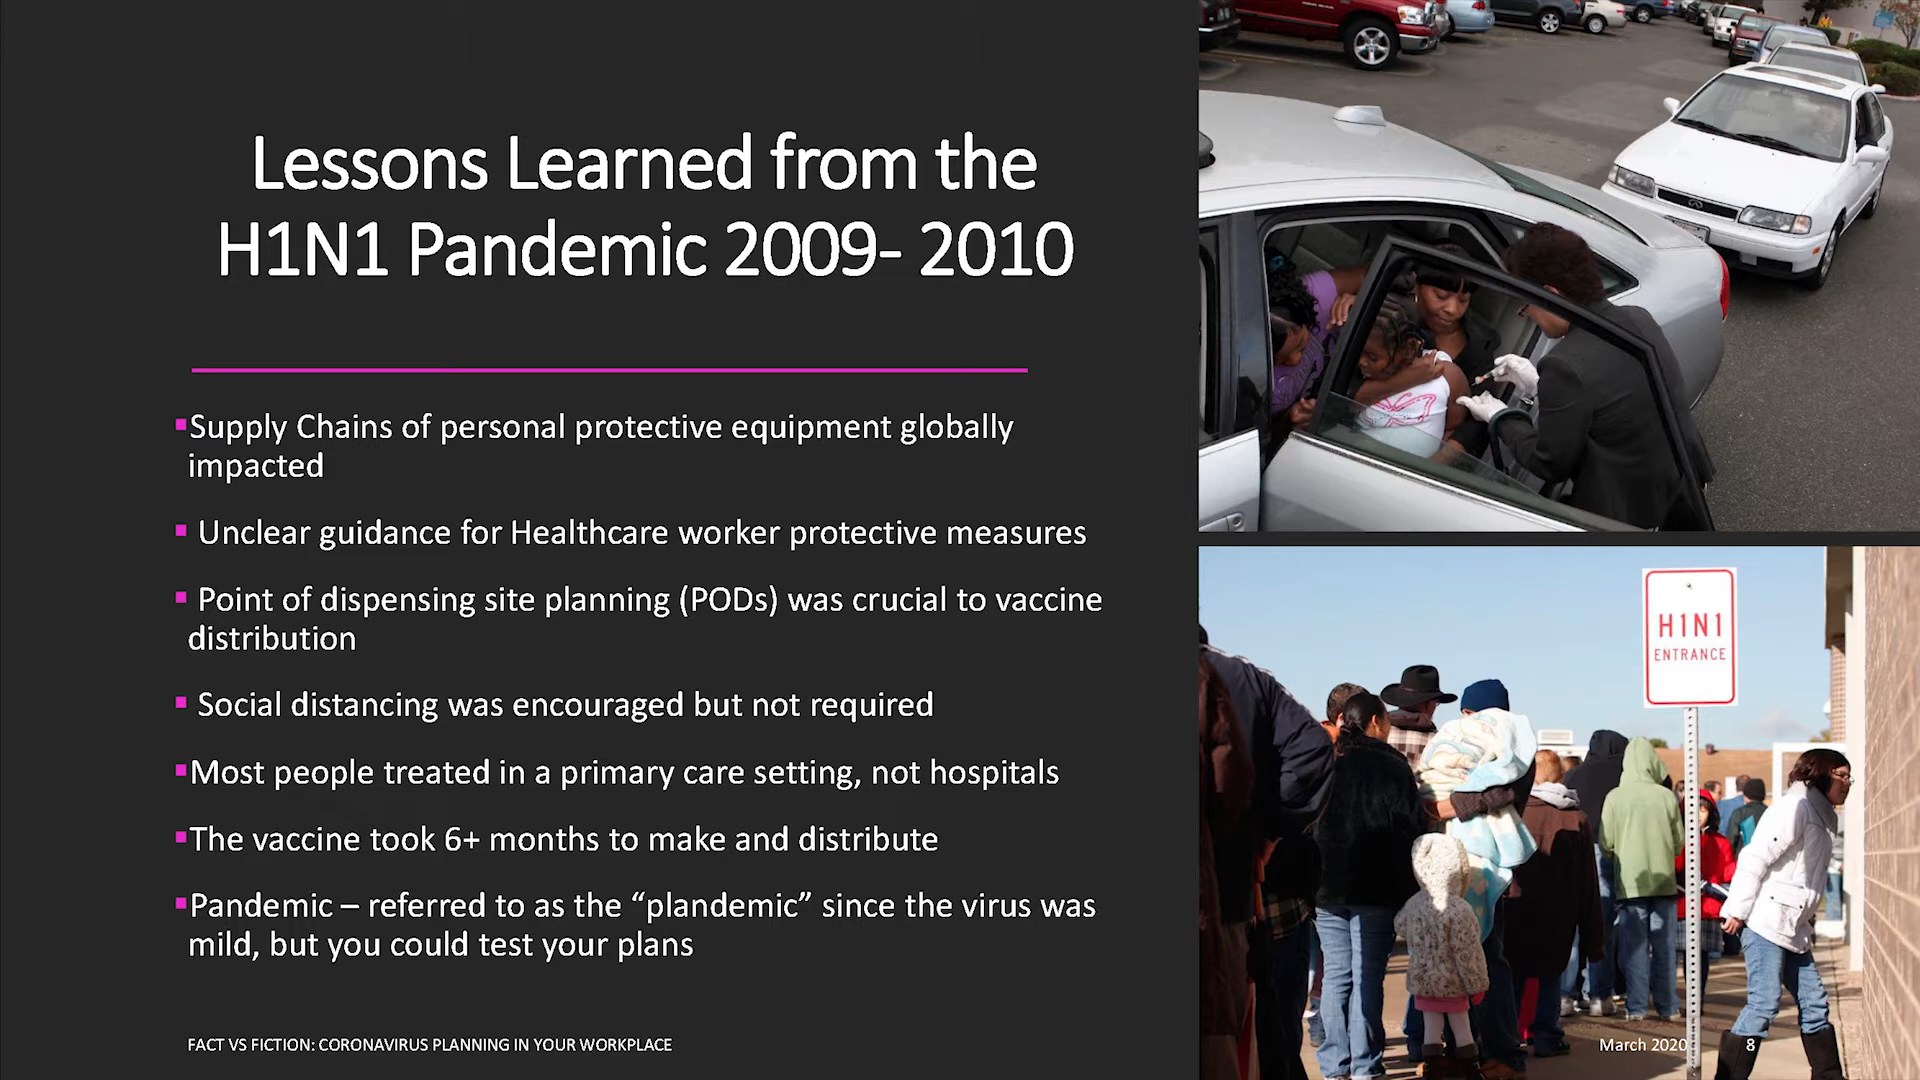 Lessons Learned from the
H1N1 Pandemic 2009- 2010
▪Supply Chains of personal protective equipment globally
impacted
▪ Unclear guidance for Healthcare worker protective measures
▪ Point of dispensing site planning (PODs) was crucial to vaccine
distribution
▪ Social distancing was encouraged but not required
▪Most people treated in a primary care setting, not hospitals
▪The vaccine took 6+ months to make and distribute
▪Pandemic – referred to as the “plandemic” since the virus was
mild, but you could test your plans
H1N1
ENTRANCE
FACT VS FICTION: CORONAVIRUS PLANNING IN YOUR WORKPLACE
March 2020
8